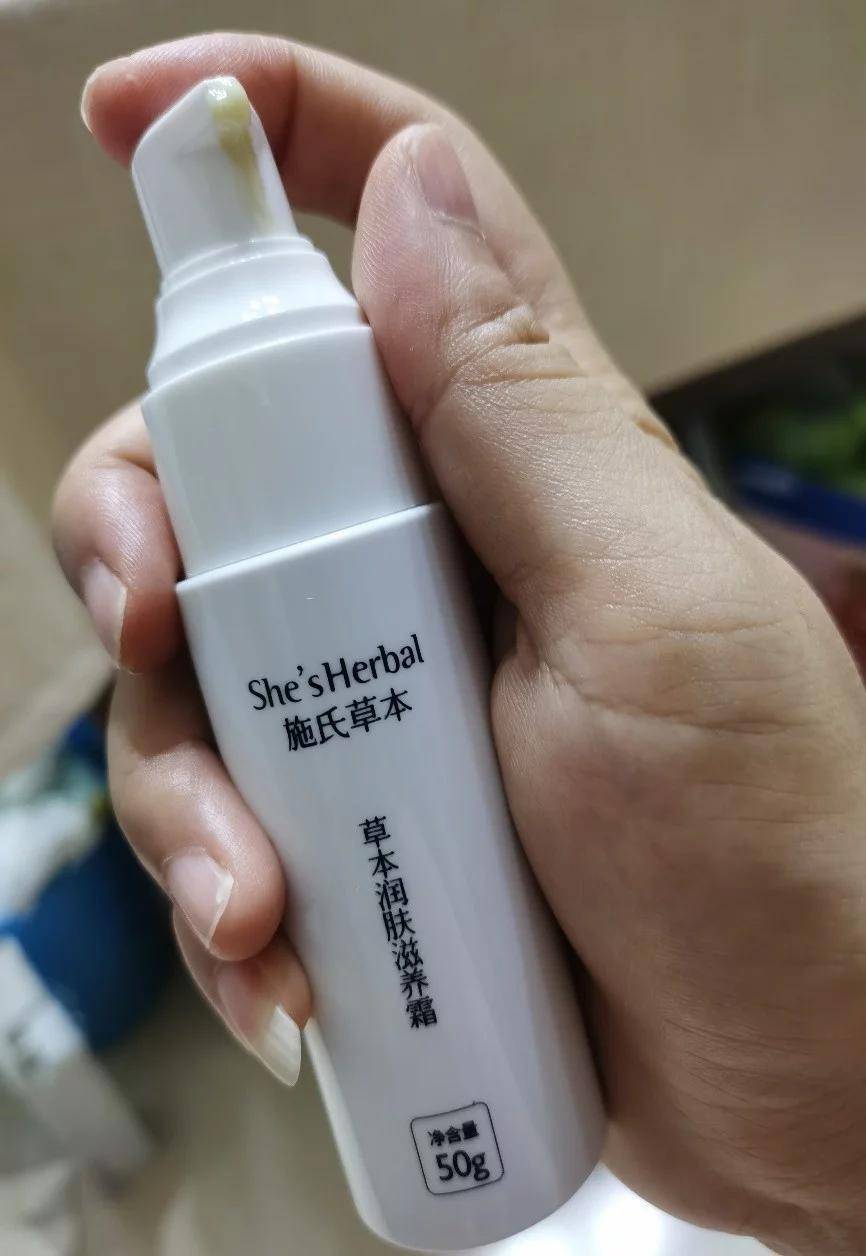 She's Herbal
施氏草本
草本润肤滋养霜
净含量
50g